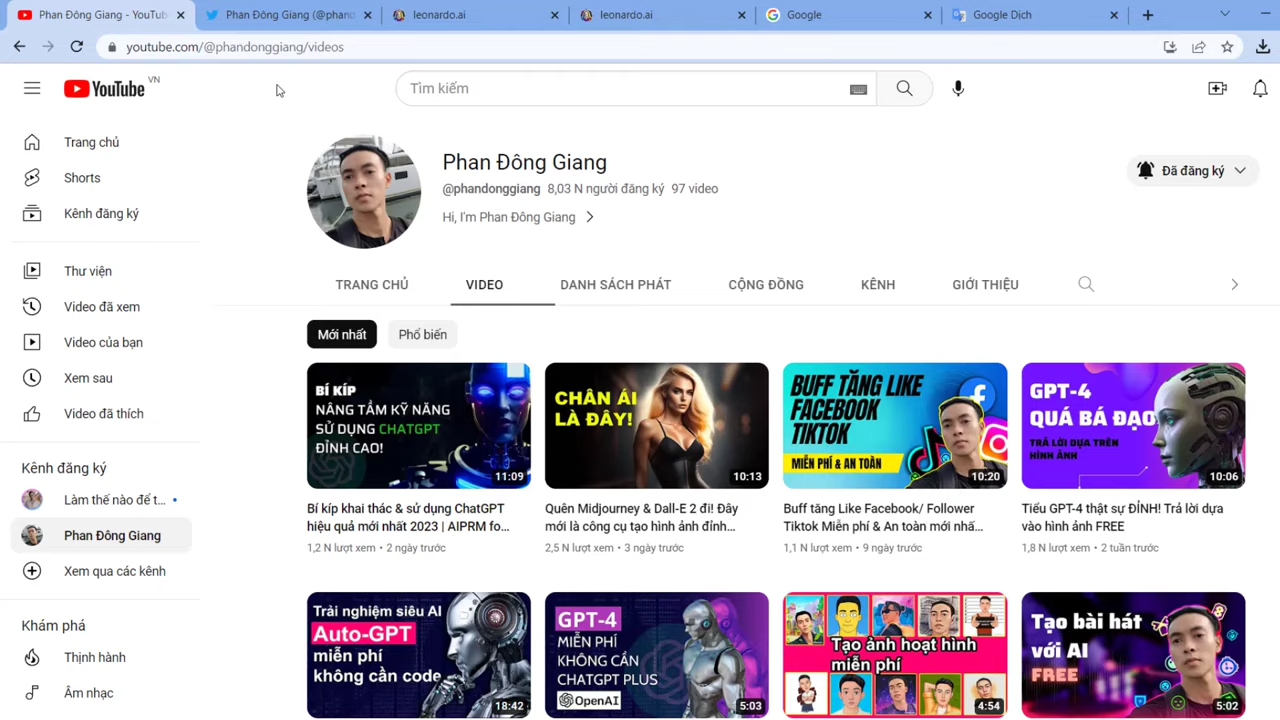 Phan Đông Giang - YouTub
Phan Đông Giang (@phand
leonardo.ai
leonardo.ai
Google
Google Dịch
youtube.com/@phandonggiang/videos
YouTube VN
Tìm kiếm
Trang chủ
Shorts
Kênh đăng ký
Thư viện
Video đã xem
Video của bạn
Xem sau
Video đã thích
Kênh đăng ký
Làm thế nào để t...
Phan Đông Giang
Xem qua các kênh
Khám phá
Thịnh hành
Âm nhạc
Phan Đông Giang
@phandonggiang 8,03 N người đăng ký 97 video
Hi, I'm Phan Đông Giang
Đã đăng ký
TRANG CHỦ
VIDEO
DANH SÁCH PHÁT
CỘNG ĐỒNG
KÊNH
GIỚI THIỆU
Mới nhất
Phổ biến
BÍ KÍP
NÂNG TẦM KỸ NĂNG
SỬ DỤNG CHATGPT
ĐỈNH CAO!
11:09
Bí kíp khai thác & sử dụng ChatGPT
hiệu quả mới nhất 2023 | AIPRM fo...
1,2 N lượt xem • 2 ngày trước
CHÂN ÁI
LÀ ĐÂY!
10:13
Quên Midjourney & Dall-E 2 đi! Đây
mới là công cụ tạo hình ảnh đỉnh...
2,5 N lượt xem • 3 ngày trước
BUFF TĂNG LIKE
FACEBOOK
TIKTOK
MIỄN PHÍ & AN TOÀN
10:20
Buff tăng Like Facebook/ Follower
Tiktok Miễn phí & An toàn mới nhấ...
1,1 N lượt xem • 9 ngày trước
GPT-4
QUÁ BÁ ĐẠO
TRẢ LỜI DỰA TRÊN
HÌNH ẢNH
10:06
Tiểu GPT-4 thật sự ĐỈNH! Trả lời dựa
vào hình ảnh FREE
1,8 N lượt xem • 2 tuần trước
Trải nghiệm siêu AI
Auto-GPT
miễn phí
không cần code
18:42
GPT-4
MIỄN PHÍ
KHÔNG CẦN
CHATGPT PLUS
OpenAI
5:03
Tạo ảnh hoạt hình
miễn phí
4:54
Tạo bài hát
với AI
FREE
5:02